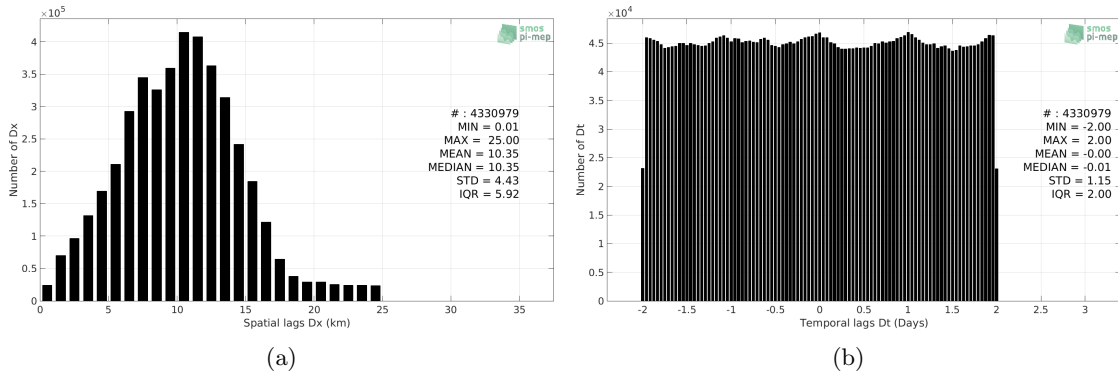 ×10⁵
4
3.5
3
2.5
2
1.5
1
0.5
0
Number of Dx
0 5 10 15 20 25 30 35
Spatial lags Dx (km)
smos
pi-mep
# : 4330979
MIN = 0.01
MAX = 25.00
MEAN = 10.35
MEDIAN = 10.35
STD = 4.43
IQR = 5.92
(a)
×10⁴
4.5
4
3.5
3
2.5
2
1.5
1
0.5
0
Number of Dt
-2 -1.5 -1 -0.5 0 0.5 1 1.5 2 2.5 3
Temporal lags Dt (Days)
smos
pi-mep
# : 4330979
MIN = -2.00
MAX = 2.00
MEAN = -0.00
MEDIAN = -0.01
STD = 1.15
IQR = 2.00
(b)